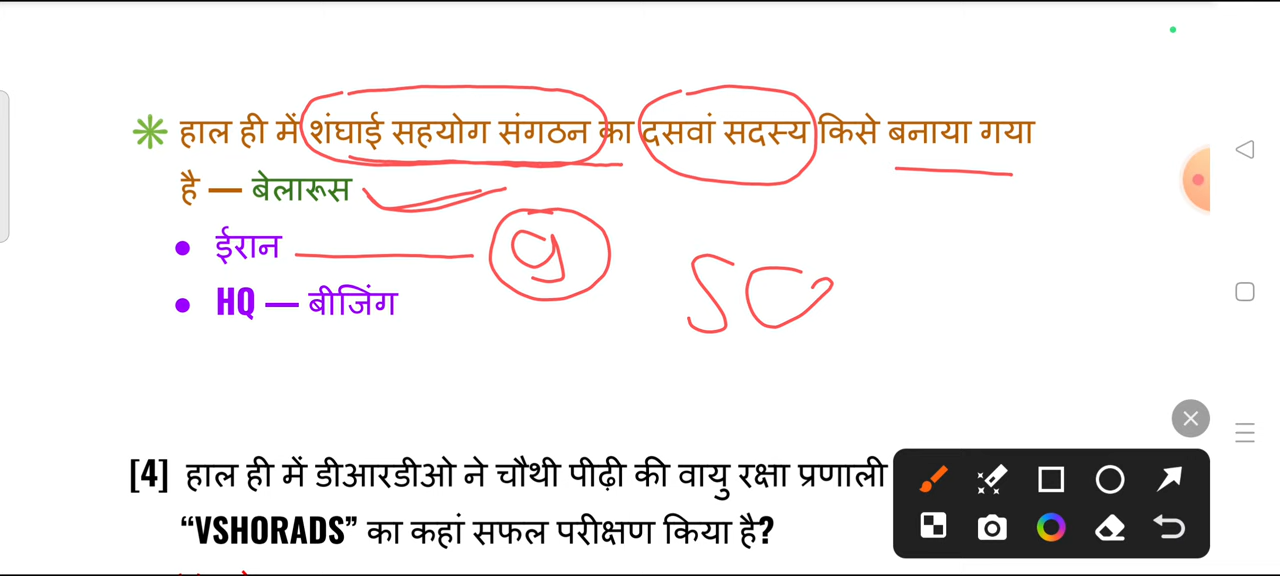 ✳ हाल ही में शंघाई सहयोग संगठन का दसवां सदस्य किसे बनाया गया
है — बेलारूस
• ईरान 9
• HQ — बीजिंग
SCO
[4] हाल ही में डीआरडीओ ने चौथी पीढ़ी की वायु रक्षा प्रणाली
“VSHORADS” का कहां सफल परीक्षण किया है?